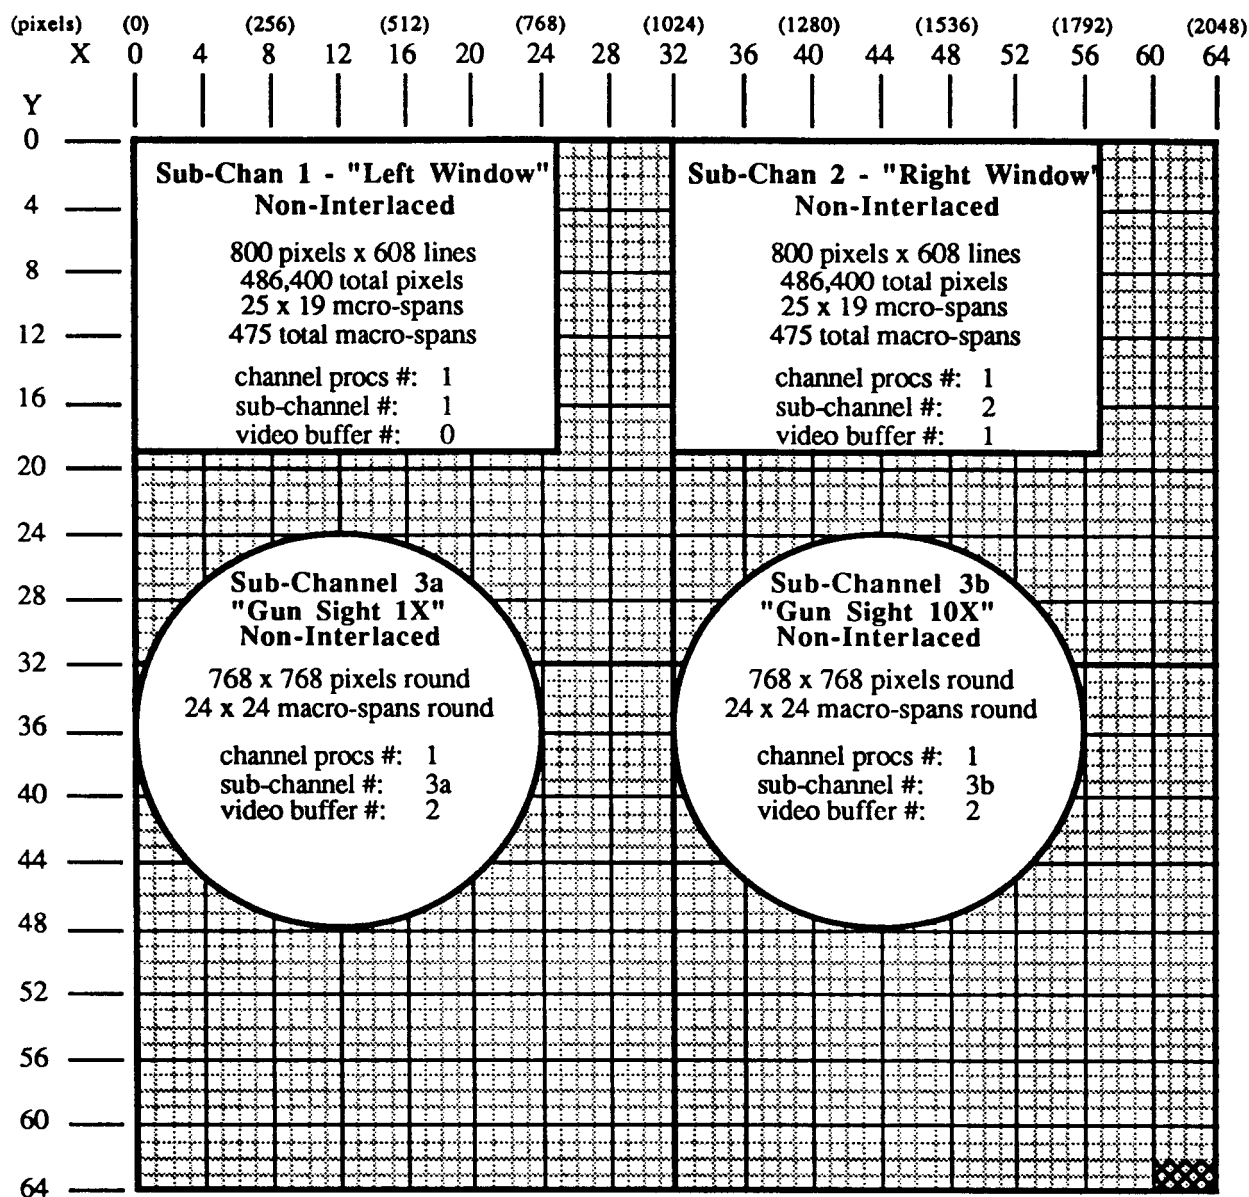 (pixels) (0) (256) (512) (768) (1024) (1280) (1536) (1792) (2048)
X 0 4 8 12 16 20 24 28 32 36 40 44 48 52 56 60 64
Y
0
4
8
12
16
20
24
28
32
36
40
44
48
52
56
60
64
Sub-Chan 1 - "Left Window"
Non-Interlaced
800 pixels x 608 lines
486,400 total pixels
25 x 19 mcro-spans
475 total macro-spans
channel procs #: 1
sub-channel #: 1
video buffer #: 0
Sub-Chan 2 - "Right Window"
Non-Interlaced
800 pixels x 608 lines
486,400 total pixels
25 x 19 mcro-spans
475 total macro-spans
channel procs #: 1
sub-channel #: 2
video buffer #: 1
Sub-Channel 3a
"Gun Sight 1X"
Non-Interlaced
768 x 768 pixels round
24 x 24 macro-spans round
channel procs #: 1
sub-channel #: 3a
video buffer #: 2
Sub-Channel 3b
"Gun Sight 10X"
Non-Interlaced
768 x 768 pixels round
24 x 24 macro-spans round
channel procs #: 1
sub-channel #: 3b
video buffer #: 2